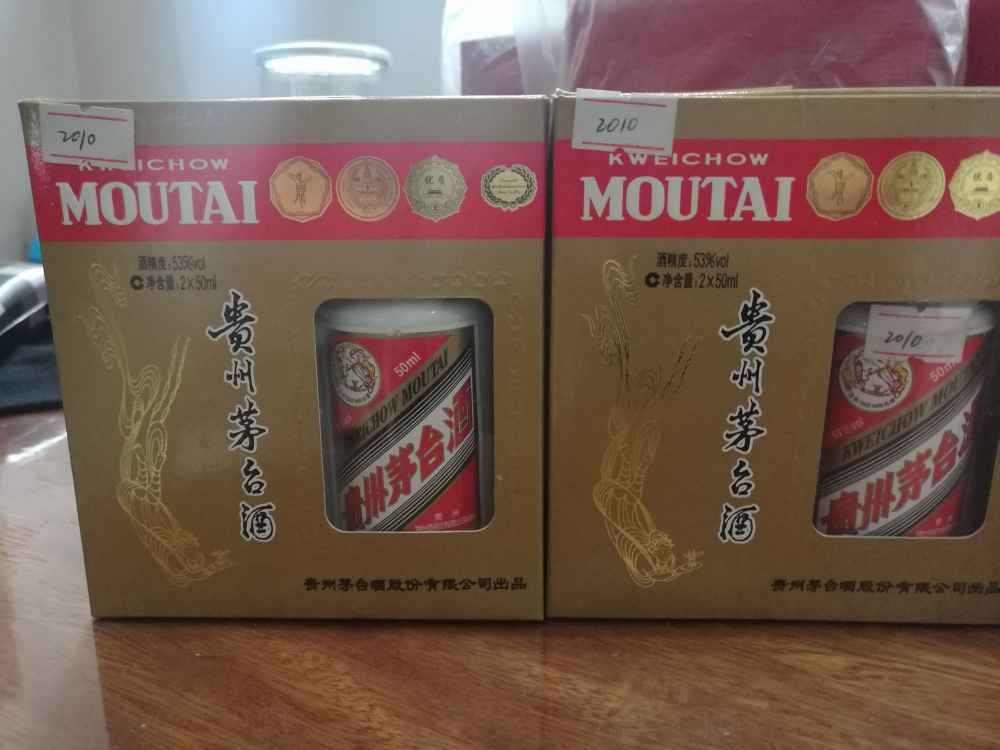 2010
KWEICHOW
MOUTAI
优质
酒精度:53%vol
净含量:2×50ml
贵州茅台酒
50ml
KWEICHOW MOUTAI
贵州茅台酒
贵州茅台酒股份有限公司出品
2010
KWEICHOW
MOUTAI
酒精度:53%vol
净含量:2×50ml
贵州茅台酒
2010
50ml
KWEICHOW MOU
贵州茅台酒
贵州茅台酒股份有限公司出品